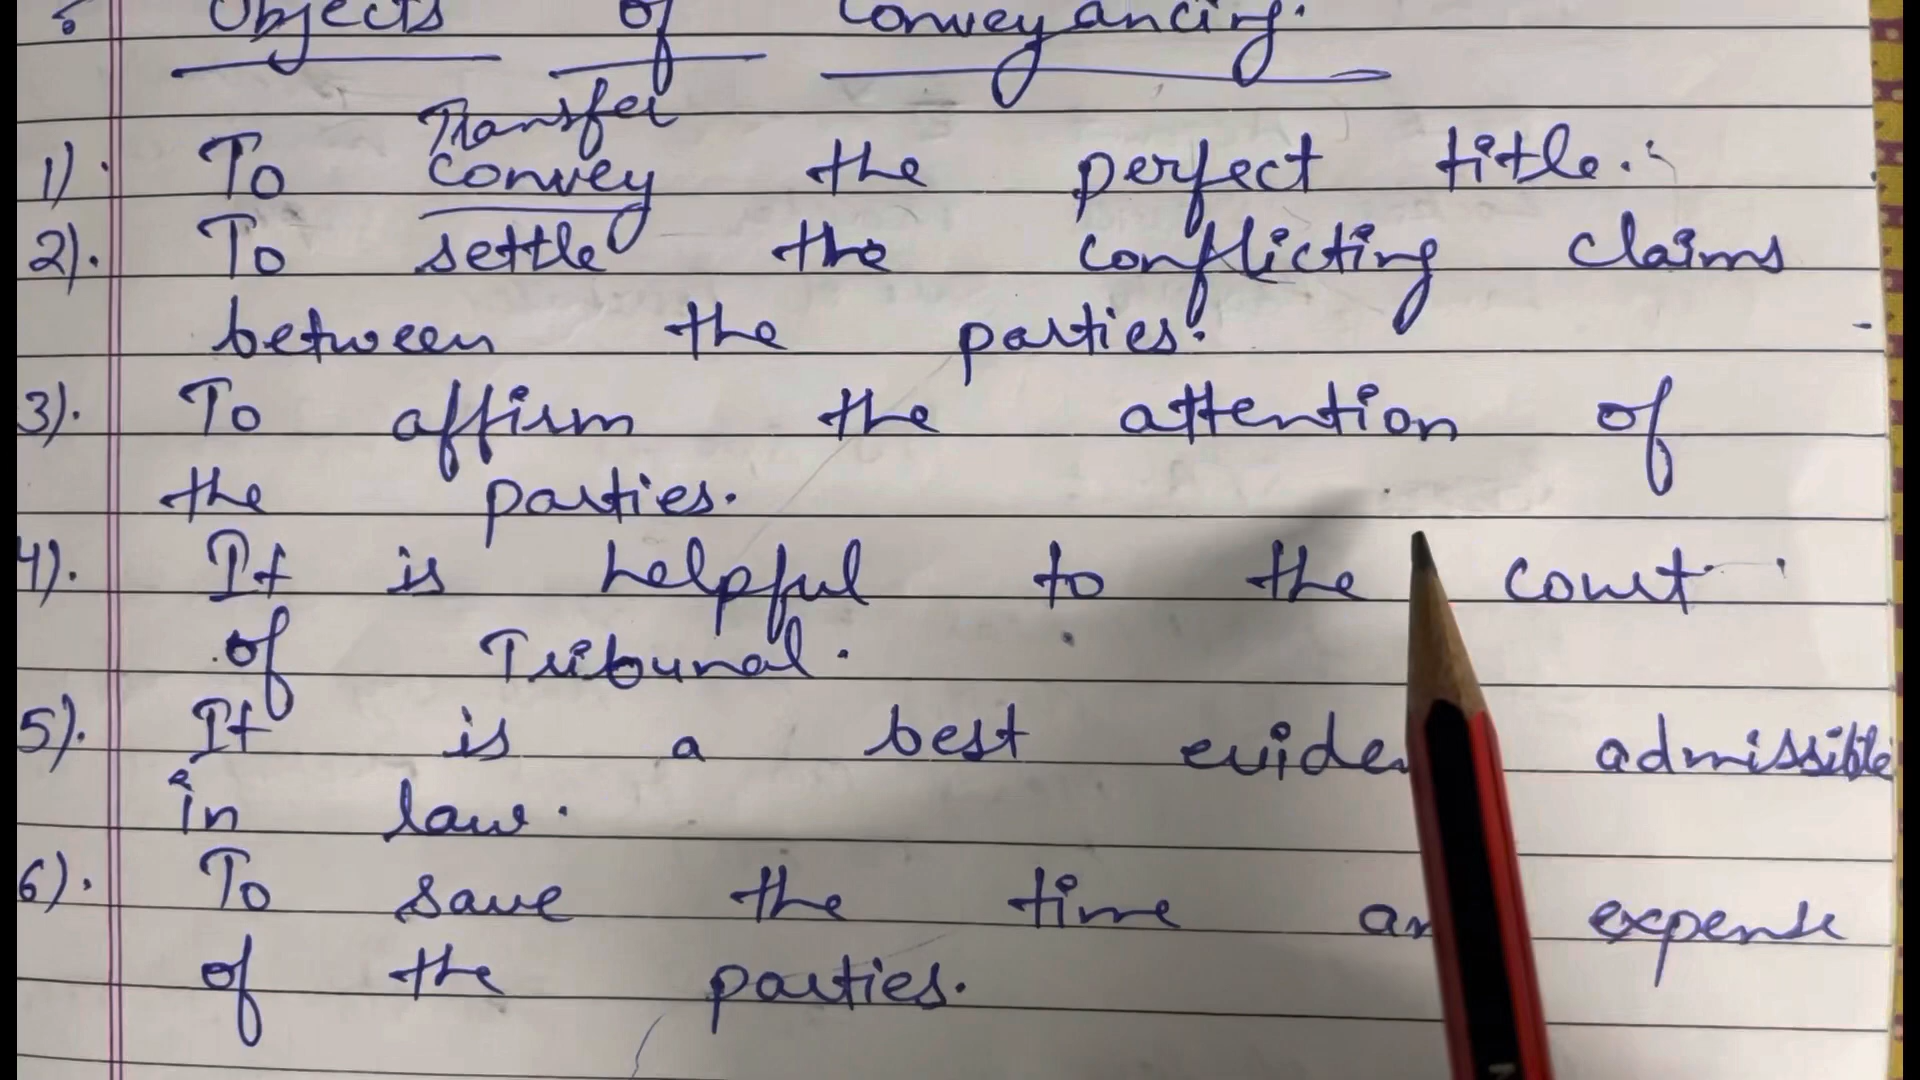 Objects of Conveyancing.
Transfer
1). To convey the perfect title.
2). To settle the conflicting claims
between the parties.
3). To affirm the attention of
the parties.
4). It is helpful to the court
of Tribunal.
5). It is a best admissible
in law.
6). To save the time expense
of the parties.